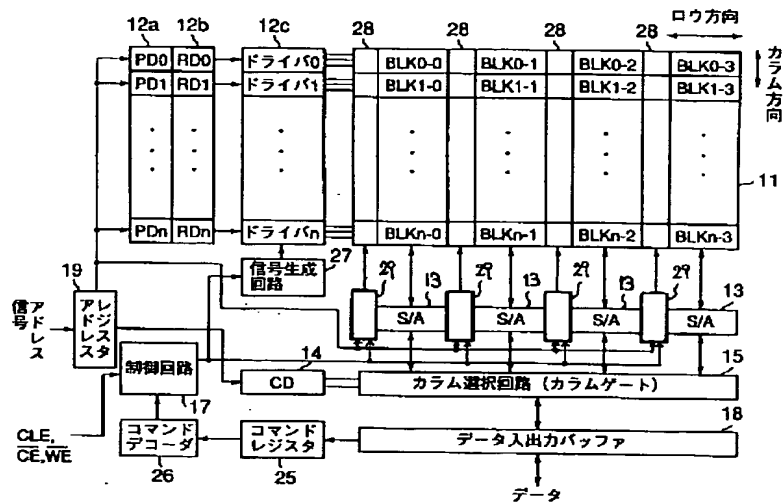 12a 12b 12c 28 28 28 28 ロウ方向
PD0 RD0 ドライバ0 BLK0-0 BLK0-1 BLK0-2 BLK0-3
PD1 RD1 ドライバ1 BLK1-0 BLK1-1 BLK1-2 BLK1-3
カラム方向
11
PDn RDn ドライバn BLKn-0 BLKn-1 BLKn-2 BLKn-3
19
信号生成回路
27
29 13 29 13 29 13 29 13
アドレス信号
アドレスレジスタ
S/A S/A S/A S/A
制御回路
17
14
CD
カラム選択回路 (カラムゲート)
15
CLE,
CE,WE
コマンドデコーダ
26
コマンドレジスタ
25
データ入出力バッファ
18
データ